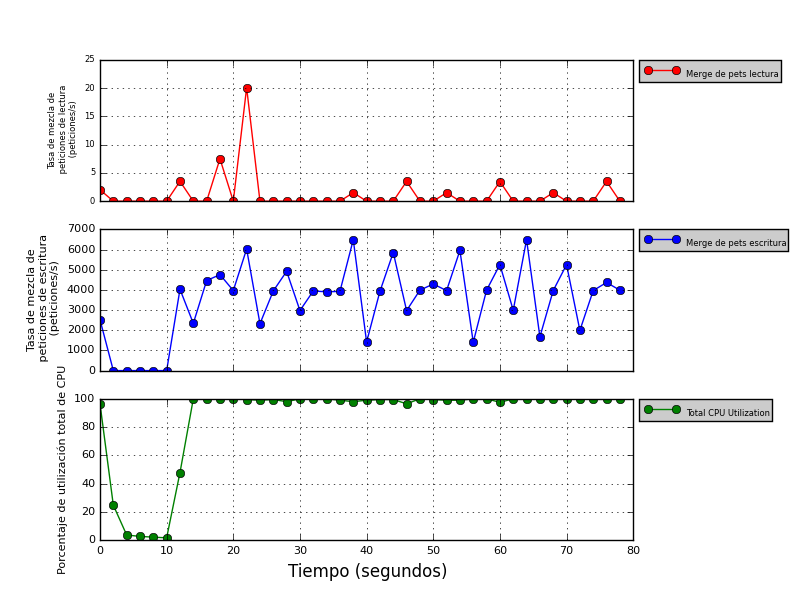 25
20
15
10
5
0
Tasa de mezcla de
peticiones de lectura
(peticiones/s)
Merge de pets lectura
7000
6000
5000
4000
3000
2000
1000
0
Tasa de mezcla de
peticiones de escritura
(peticiones/s)
Merge de pets escritura
100
80
60
40
20
0
Porcentaje de utilización total de CPU
Total CPU Utilization
0 10 20 30 40 50 60 70 80
Tiempo (segundos)